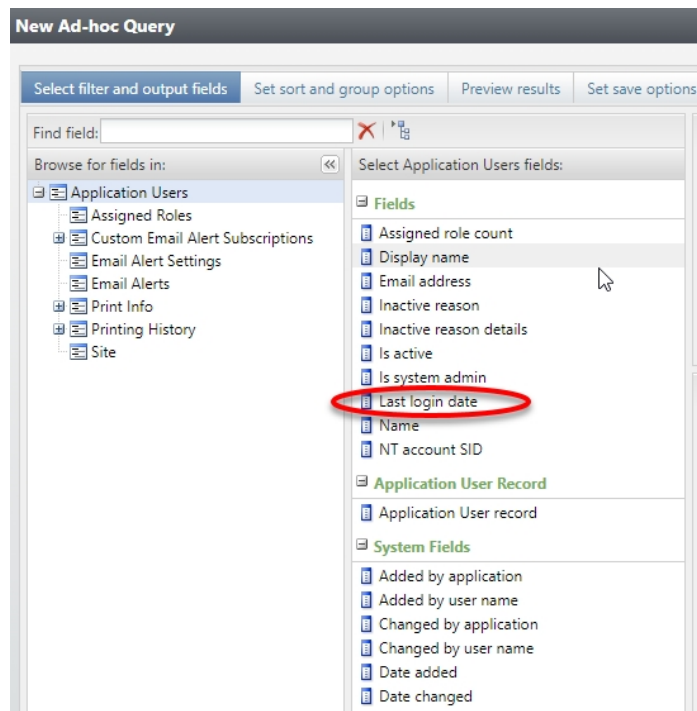 New Ad-hoc Query
Select filter and output fields
Set sort and group options
Preview results
Set save options
Find field:
Browse for fields in:
Application Users
Assigned Roles
Custom Email Alert Subscriptions
Email Alert Settings
Email Alerts
Print Info
Printing History
Site
Select Application Users fields:
Fields
Assigned role count
Display name
Email address
Inactive reason
Inactive reason details
Is active
Is system admin
Last login date
Name
NT account SID
Application User Record
Application User record
System Fields
Added by application
Added by user name
Changed by application
Changed by user name
Date added
Date changed